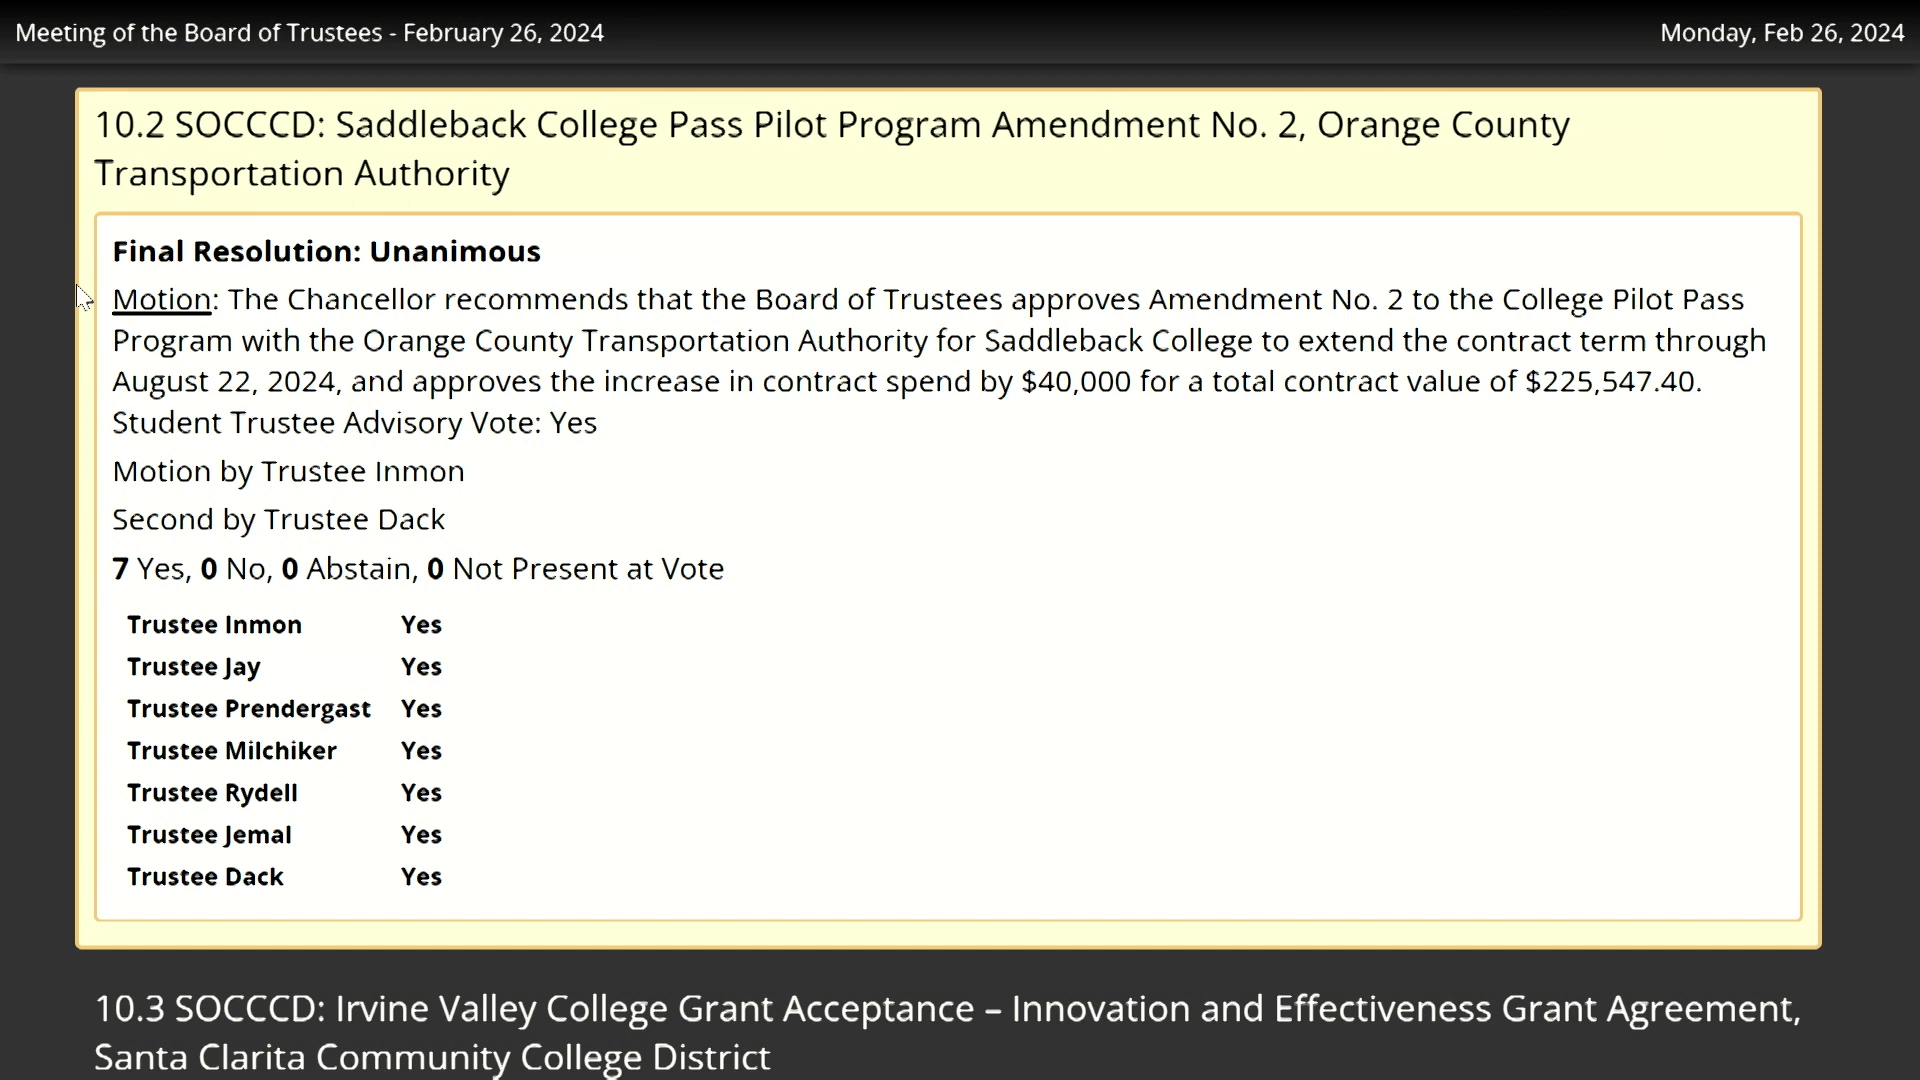 Meeting of the Board of Trustees - February 26, 2024
Monday, Feb 26, 2024
10.2 SOCCCD: Saddleback College Pass Pilot Program Amendment No. 2, Orange County
Transportation Authority
Final Resolution: Unanimous
Motion: The Chancellor recommends that the Board of Trustees approves Amendment No. 2 to the College Pilot Pass
Program with the Orange County Transportation Authority for Saddleback College to extend the contract term through
August 22, 2024, and approves the increase in contract spend by $40,000 for a total contract value of $225,547.40.
Student Trustee Advisory Vote: Yes
Motion by Trustee Inmon
Second by Trustee Dack
7 Yes, 0 No, 0 Abstain, 0 Not Present at Vote
Trustee Inmon Yes
Trustee Jay Yes
Trustee Prendergast Yes
Trustee Milchiker Yes
Trustee Rydell Yes
Trustee Jemal Yes
Trustee Dack Yes
10.3 SOCCCD: Irvine Valley College Grant Acceptance – Innovation and Effectiveness Grant Agreement,
Santa Clarita Community College District